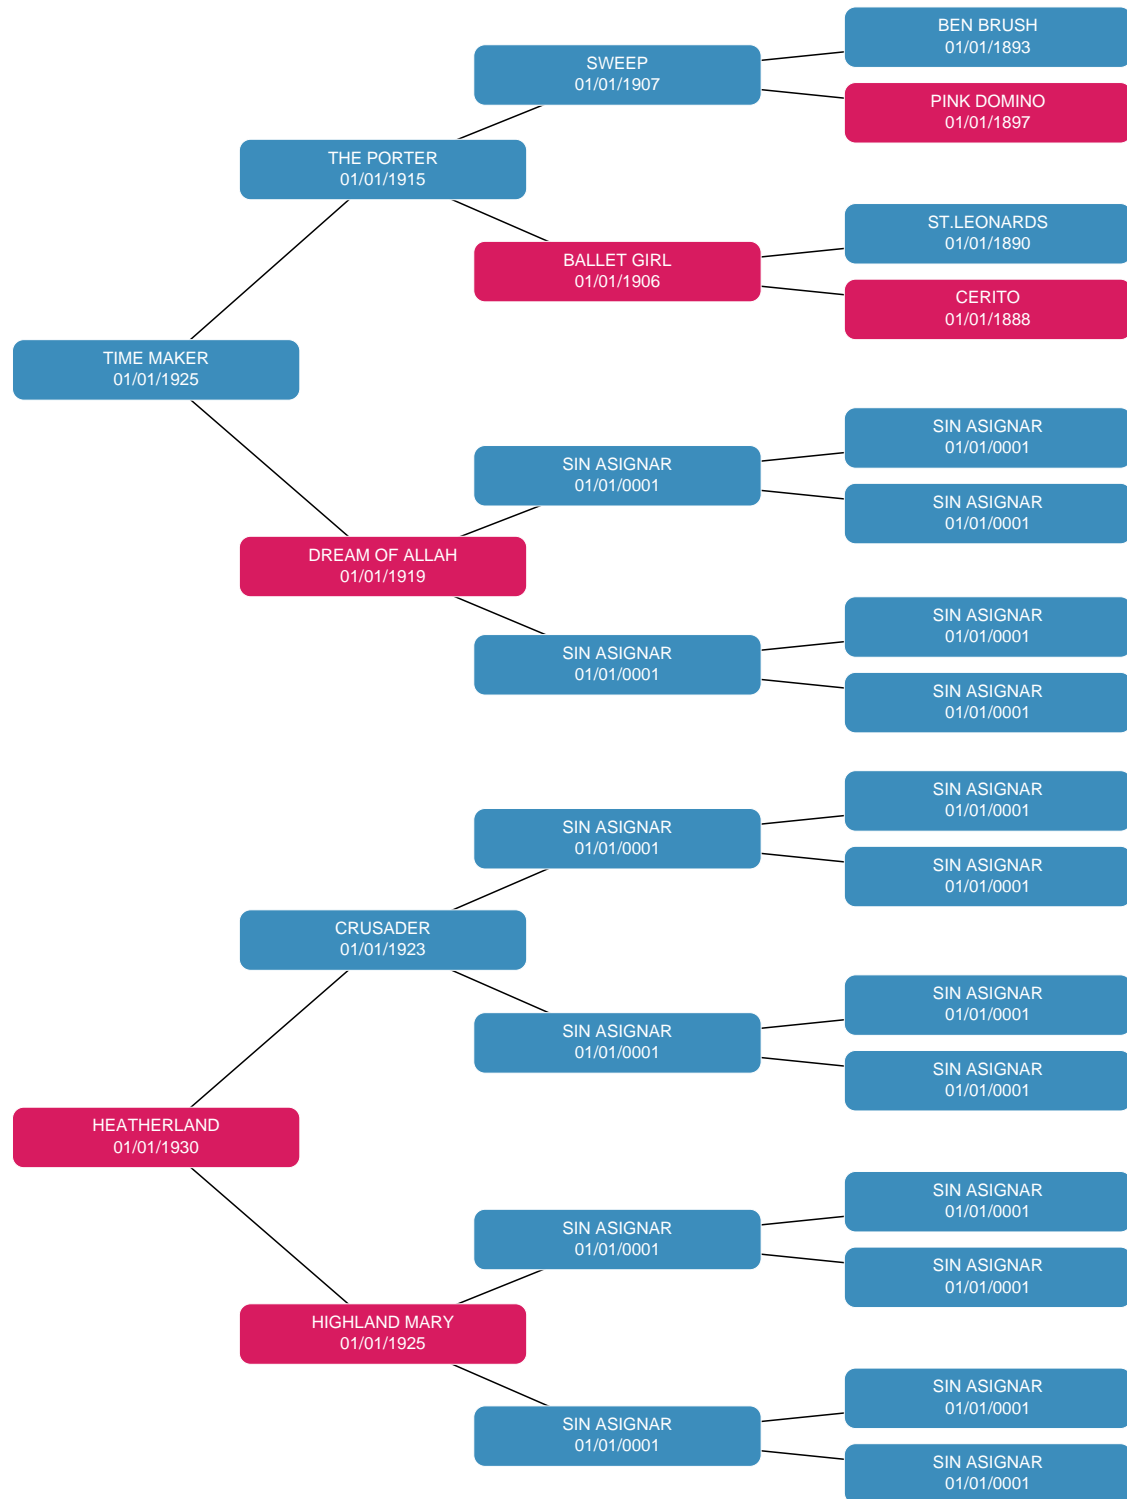 BEN BRUSH
01/01/1893
SWEEP
01/01/1907
PINK DOMINO
01/01/1897
THE PORTER
01/01/1915
ST.LEONARDS
01/01/1890
BALLET GIRL
01/01/1906
CERITO
01/01/1888
TIME MAKER
01/01/1925
SIN ASIGNAR
01/01/0001
SIN ASIGNAR
01/01/0001
SIN ASIGNAR
01/01/0001
DREAM OF ALLAH
01/01/1919
SIN ASIGNAR
01/01/0001
SIN ASIGNAR
01/01/0001
SIN ASIGNAR
01/01/0001
SIN ASIGNAR
01/01/0001
SIN ASIGNAR
01/01/0001
SIN ASIGNAR
01/01/0001
CRUSADER
01/01/1923
SIN ASIGNAR
01/01/0001
SIN ASIGNAR
01/01/0001
SIN ASIGNAR
01/01/0001
HEATHERLAND
01/01/1930
SIN ASIGNAR
01/01/0001
SIN ASIGNAR
01/01/0001
SIN ASIGNAR
01/01/0001
HIGHLAND MARY
01/01/1925
SIN ASIGNAR
01/01/0001
SIN ASIGNAR
01/01/0001
SIN ASIGNAR
01/01/0001